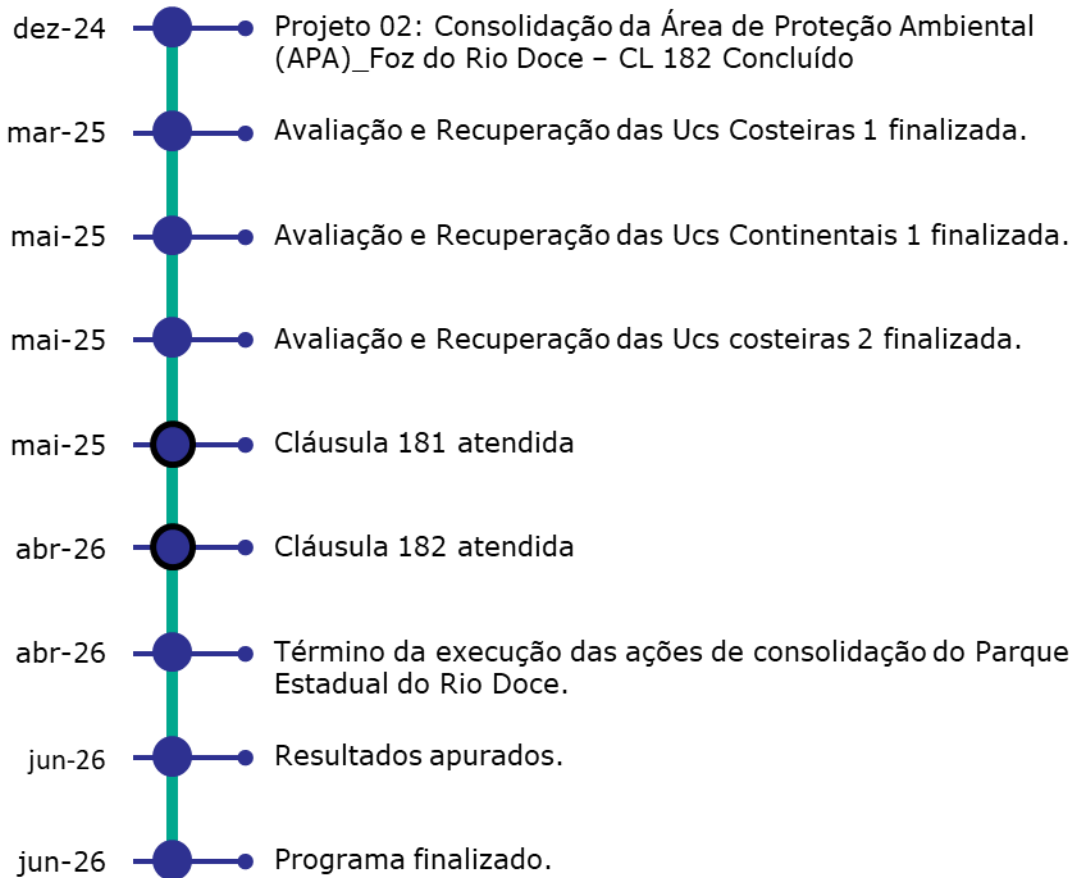 dez-24
Projeto 02: Consolidação da Área de Proteção Ambiental
(APA)_Foz do Rio Doce – CL 182 Concluído
mar-25
Avaliação e Recuperação das Ucs Costeiras 1 finalizada.
mai-25
Avaliação e Recuperação das Ucs Continentais 1 finalizada.
mai-25
Avaliação e Recuperação das Ucs costeiras 2 finalizada.
mai-25
Cláusula 181 atendida
abr-26
Cláusula 182 atendida
abr-26
Término da execução das ações de consolidação do Parque
Estadual do Rio Doce.
jun-26
Resultados apurados.
jun-26
Programa finalizado.